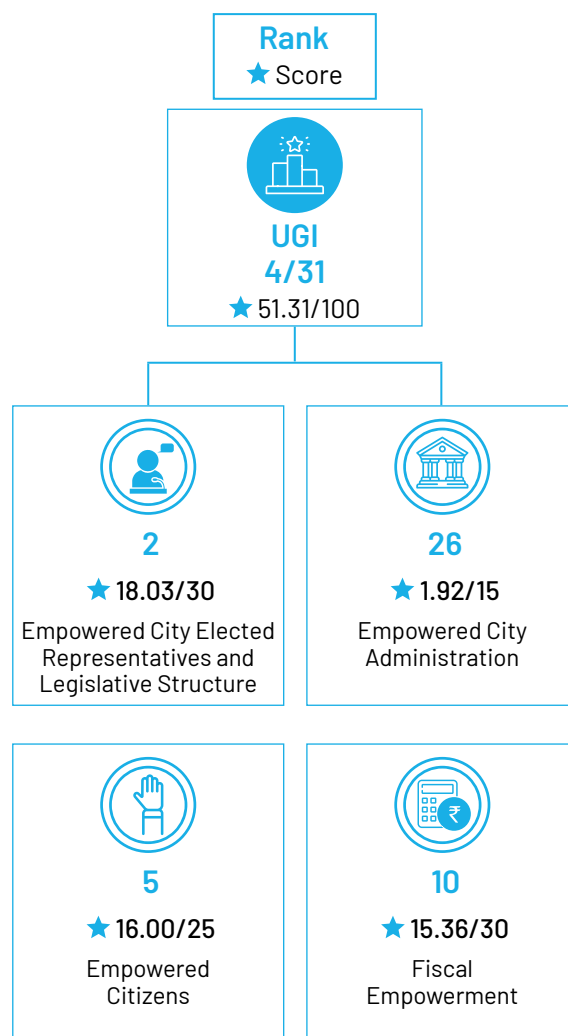 Rank
★ Score
UGI
4/31
★ 51.31/100
2
★ 18.03/30
Empowered City Elected
Representatives and
Legislative Structure
26
★ 1.92/15
Empowered City
Administration
5
★ 16.00/25
Empowered
Citizens
₹
10
★ 15.36/30
Fiscal
Empowerment